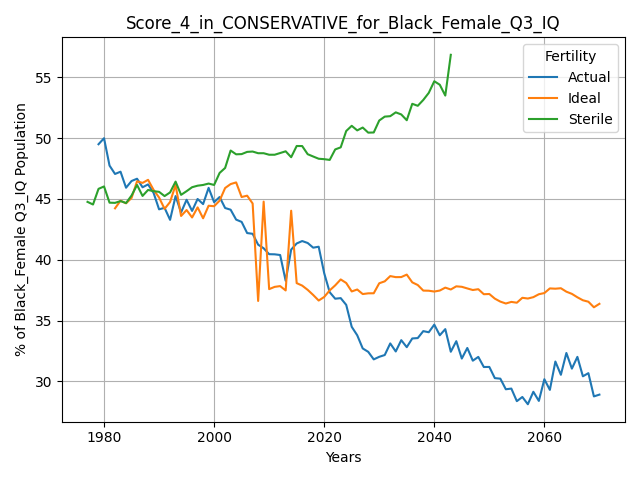 Score_4_in_CONSERVATIVE_for_Black_Female_Q3_IQ
Fertility
Actual
Ideal
Sterile
% of Black_Female Q3_IQ Population
55
50
45
40
35
30
1980
2000
2020
2040
2060
Years